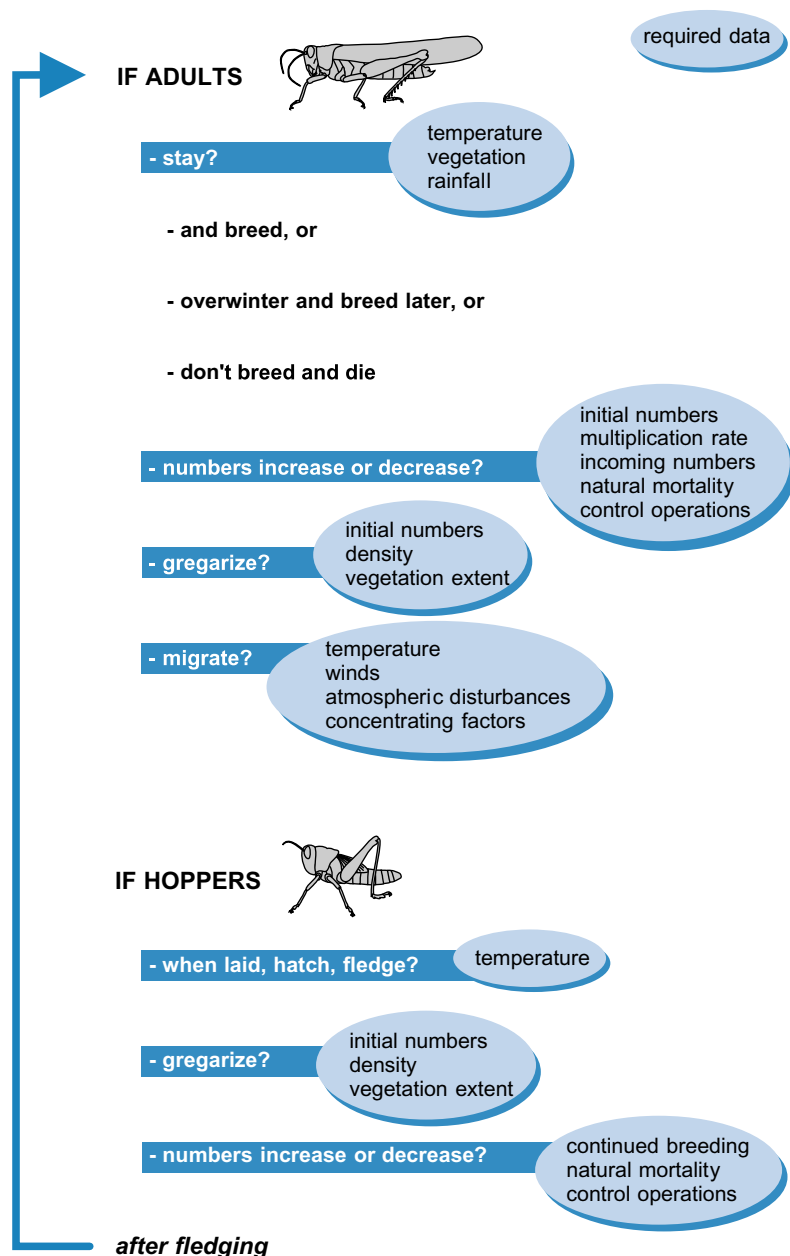 required data
IF ADULTS
- stay?
temperature
vegetation
rainfall
- and breed, or
- overwinter and breed later, or
- don't breed and die
- numbers increase or decrease?
initial numbers
multiplication rate
incoming numbers
natural mortality
control operations
- gregarize?
initial numbers
density
vegetation extent
- migrate?
temperature
winds
atmospheric disturbances
concentrating factors
IF HOPPERS
- when laid, hatch, fledge?
temperature
- gregarize?
initial numbers
density
vegetation extent
- numbers increase or decrease?
continued breeding
natural mortality
control operations
after fledging